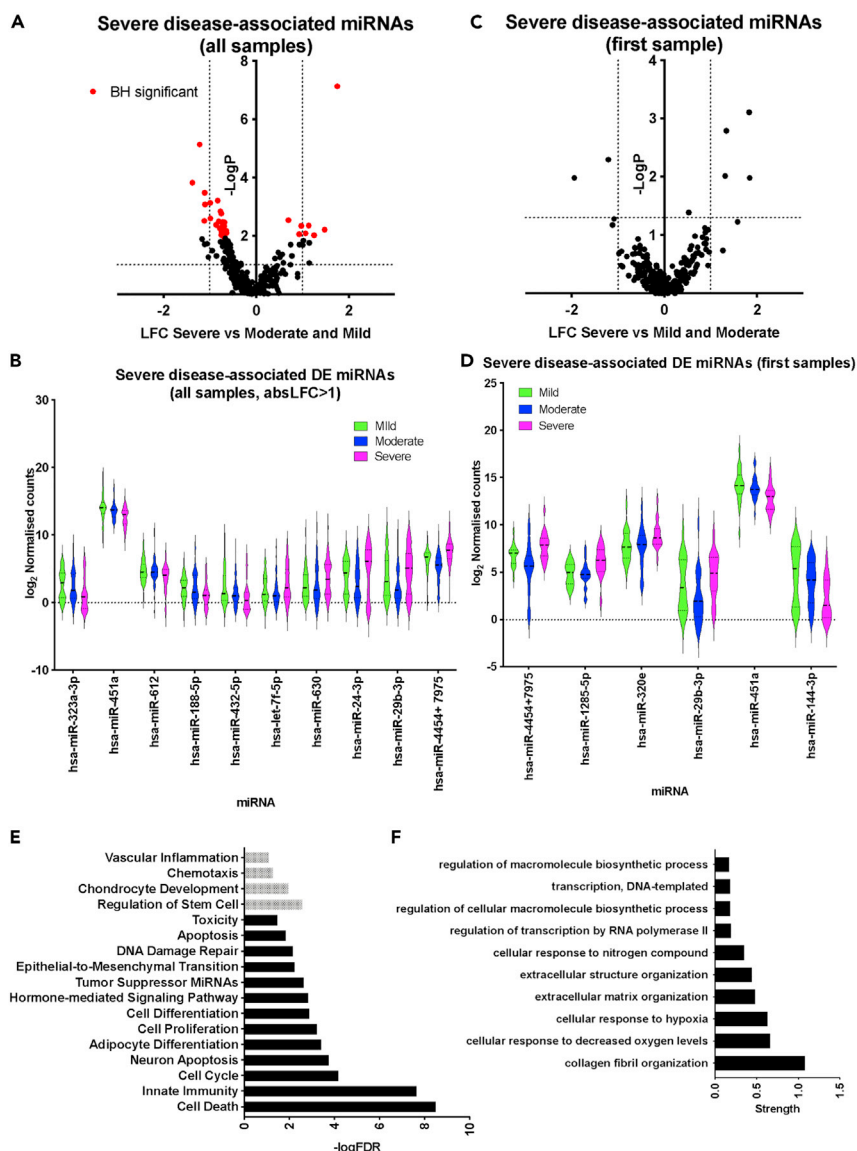 A
Severe disease-associated miRNAs
(all samples)
8
BH significant
6
-LogP
4
2
-2
0
2
LFC Severe vs Moderate and Mild
C
Severe disease-associated miRNAs
(first sample)
4
3
-LogP
2
1
-4
-2
0
2
LFC Severe vs Mild and Moderate
B
Severe disease-associated DE miRNAs
(all samples, absLFC>1)
30
20
10
0
-10
log2 Normalised counts
MIld
Moderate
Severe
hsa-miR-323a-3p
hsa-miR-451a
hsa-miR-612
hsa-miR-188-5p
hsa-miR-432-5p
hsa-let-7f-5p
hsa-miR-630
hsa-miR-24-3p
hsa-miR-29b-3p
hsa-miR-4454+ 7975
miRNA
D
Severe disease-associated DE miRNAs (first samples)
25
20
15
10
5
0
-5
log2 Normalised counts
Mild
Moderate
Severe
hsa-miR-4454+7975
hsa-miR-1285-5p
hsa-miR-320e
hsa-miR-29b-3p
hsa-miR-451a
hsa-miR-144-3p
miRNA
E
Vascular Inflammation
Chemotaxis
Chondrocyte Development
Regulation of Stem Cell
Toxicity
Apoptosis
DNA Damage Repair
Epithelial-to-Mesenchymal Transition
Tumor Suppressor MiRNAs
Hormone-mediated Signaling Pathway
Cell Differentiation
Cell Proliferation
Adipocyte Differentiation
Neuron Apoptosis
Cell Cycle
Innate Immunity
Cell Death
0
2
4
6
8
10
-logFDR
F
regulation of macromolecule biosynthetic process
transcription, DNA-templated
regulation of cellular macromolecule biosynthetic process
regulation of transcription by RNA polymerase II
cellular response to nitrogen compound
extracellular structure organization
extracellular matrix organization
cellular response to hypoxia
cellular response to decreased oxygen levels
collagen fibril organization
0.0
0.5
1.0
1.5
Strength